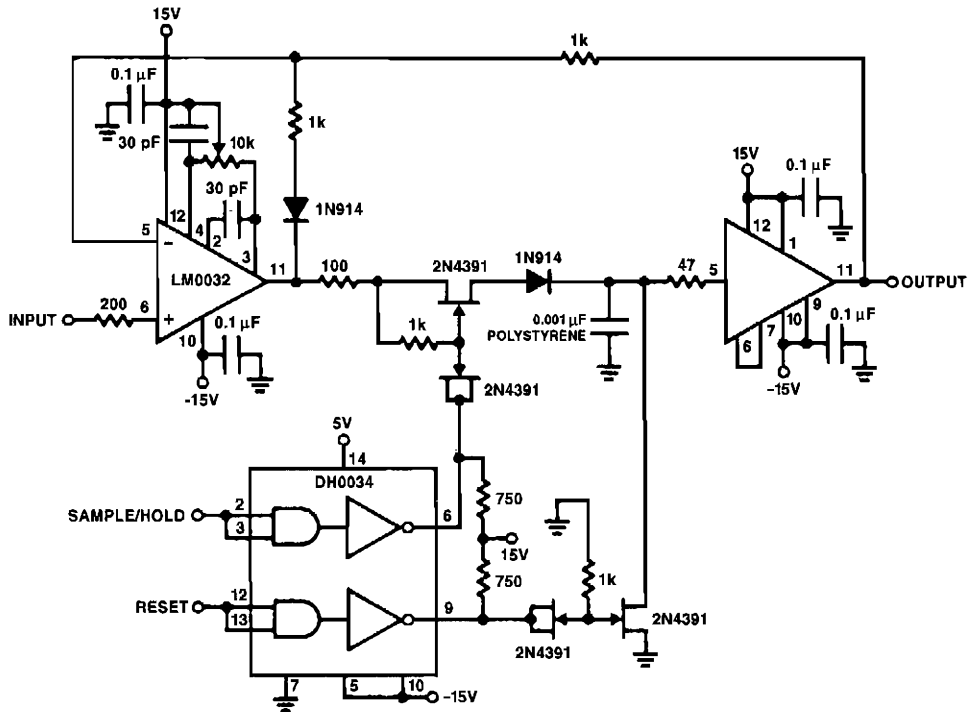 15V
1k
0.1 µF
30 pF
10k
1k
30 pF
1N914
15V
0.1 µF
12
4
2
3
5
12
1
LM0032
11
100
2N4391
1N914
47
5
11
OUTPUT
INPUT
200
6
10
0.1 µF
-15V
1k
0.001 µF
POLYSTYRENE
6
7
10
9
0.1 µF
-15V
2N4391
5V
14
DH0034
SAMPLE/HOLD
2
3
6
750
15V
750
1k
RESET
12
13
9
2N4391
2N4391
7
5
10
-15V